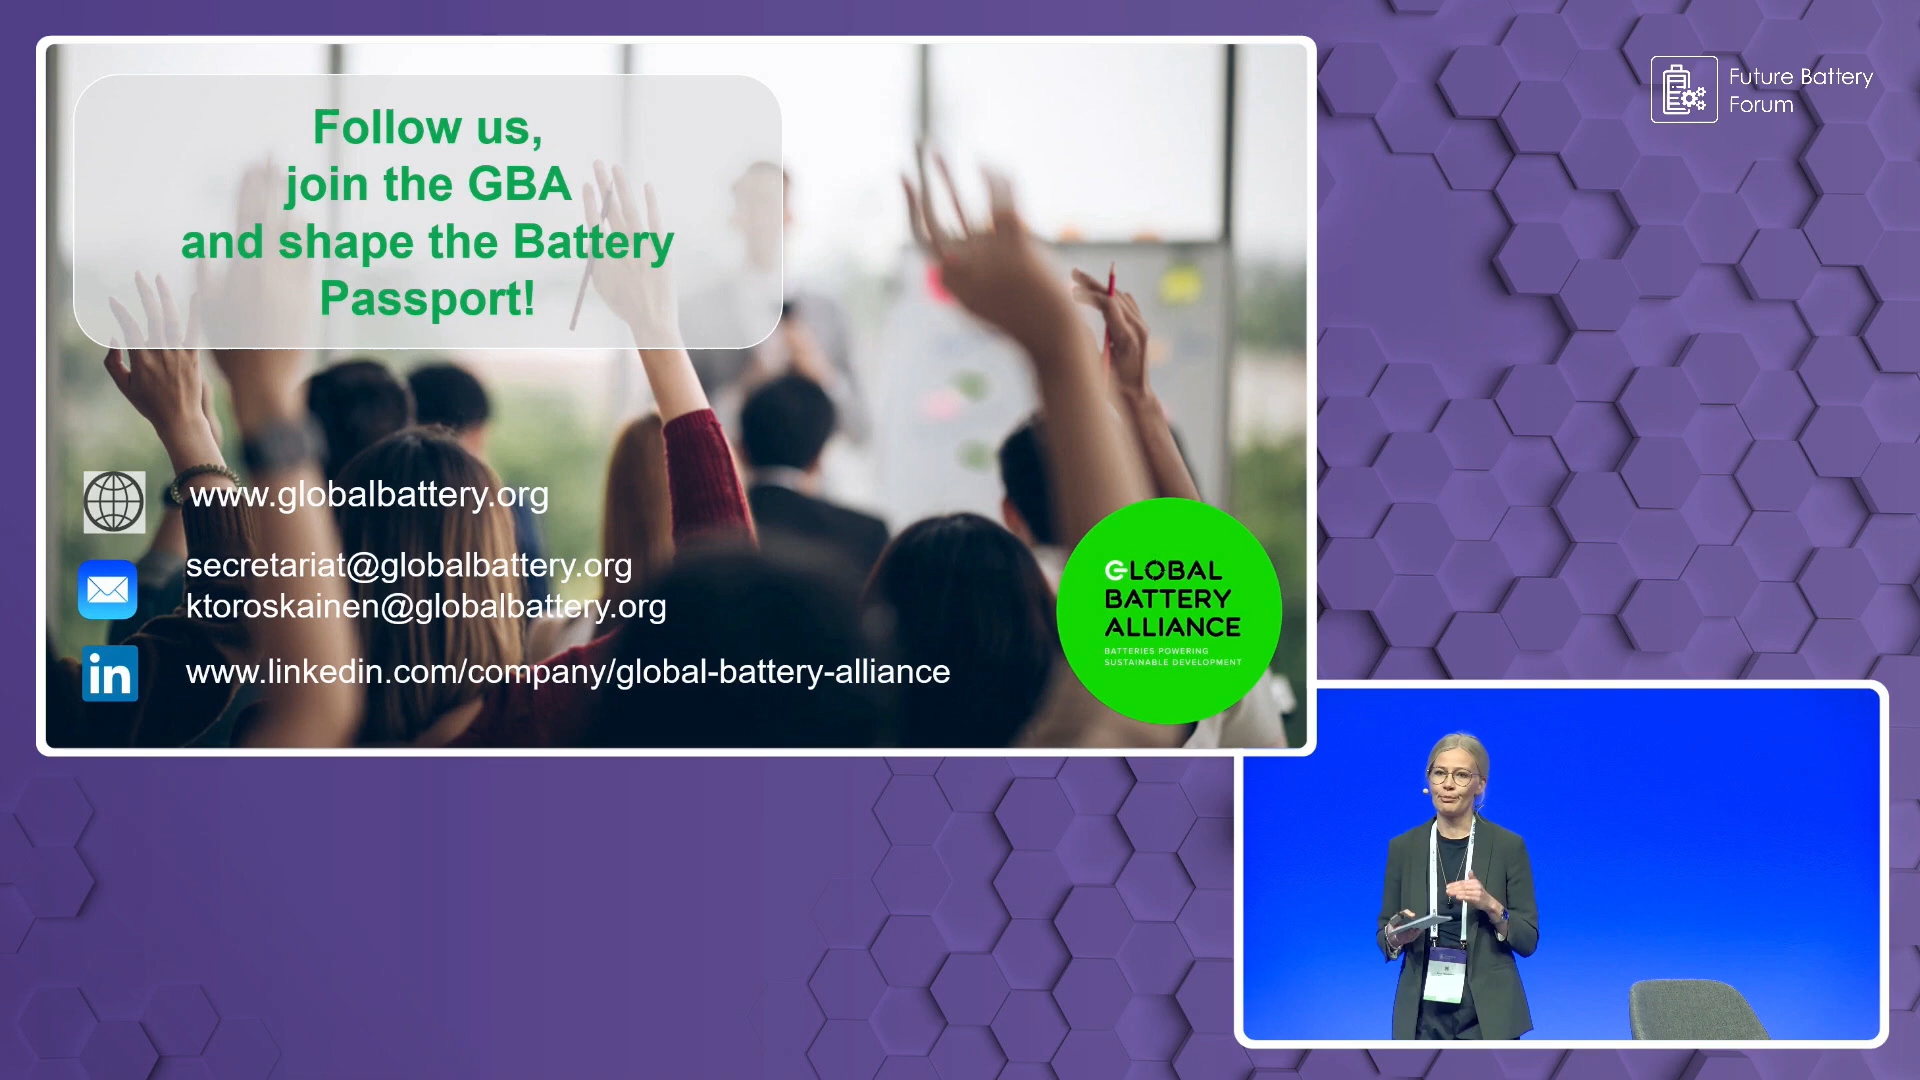 Follow us,
join the GBA
and shape the Battery
Passport!
www.globalbattery.org
secretariat@globalbattery.org
ktoroskainen@globalbattery.org
in
www.linkedin.com/company/global-battery-alliance
GLOBAL
BATTERY
ALLIANCE
BATTERIES POWERING
SUSTAINABLE DEVELOPMENT
Future Battery
Forum